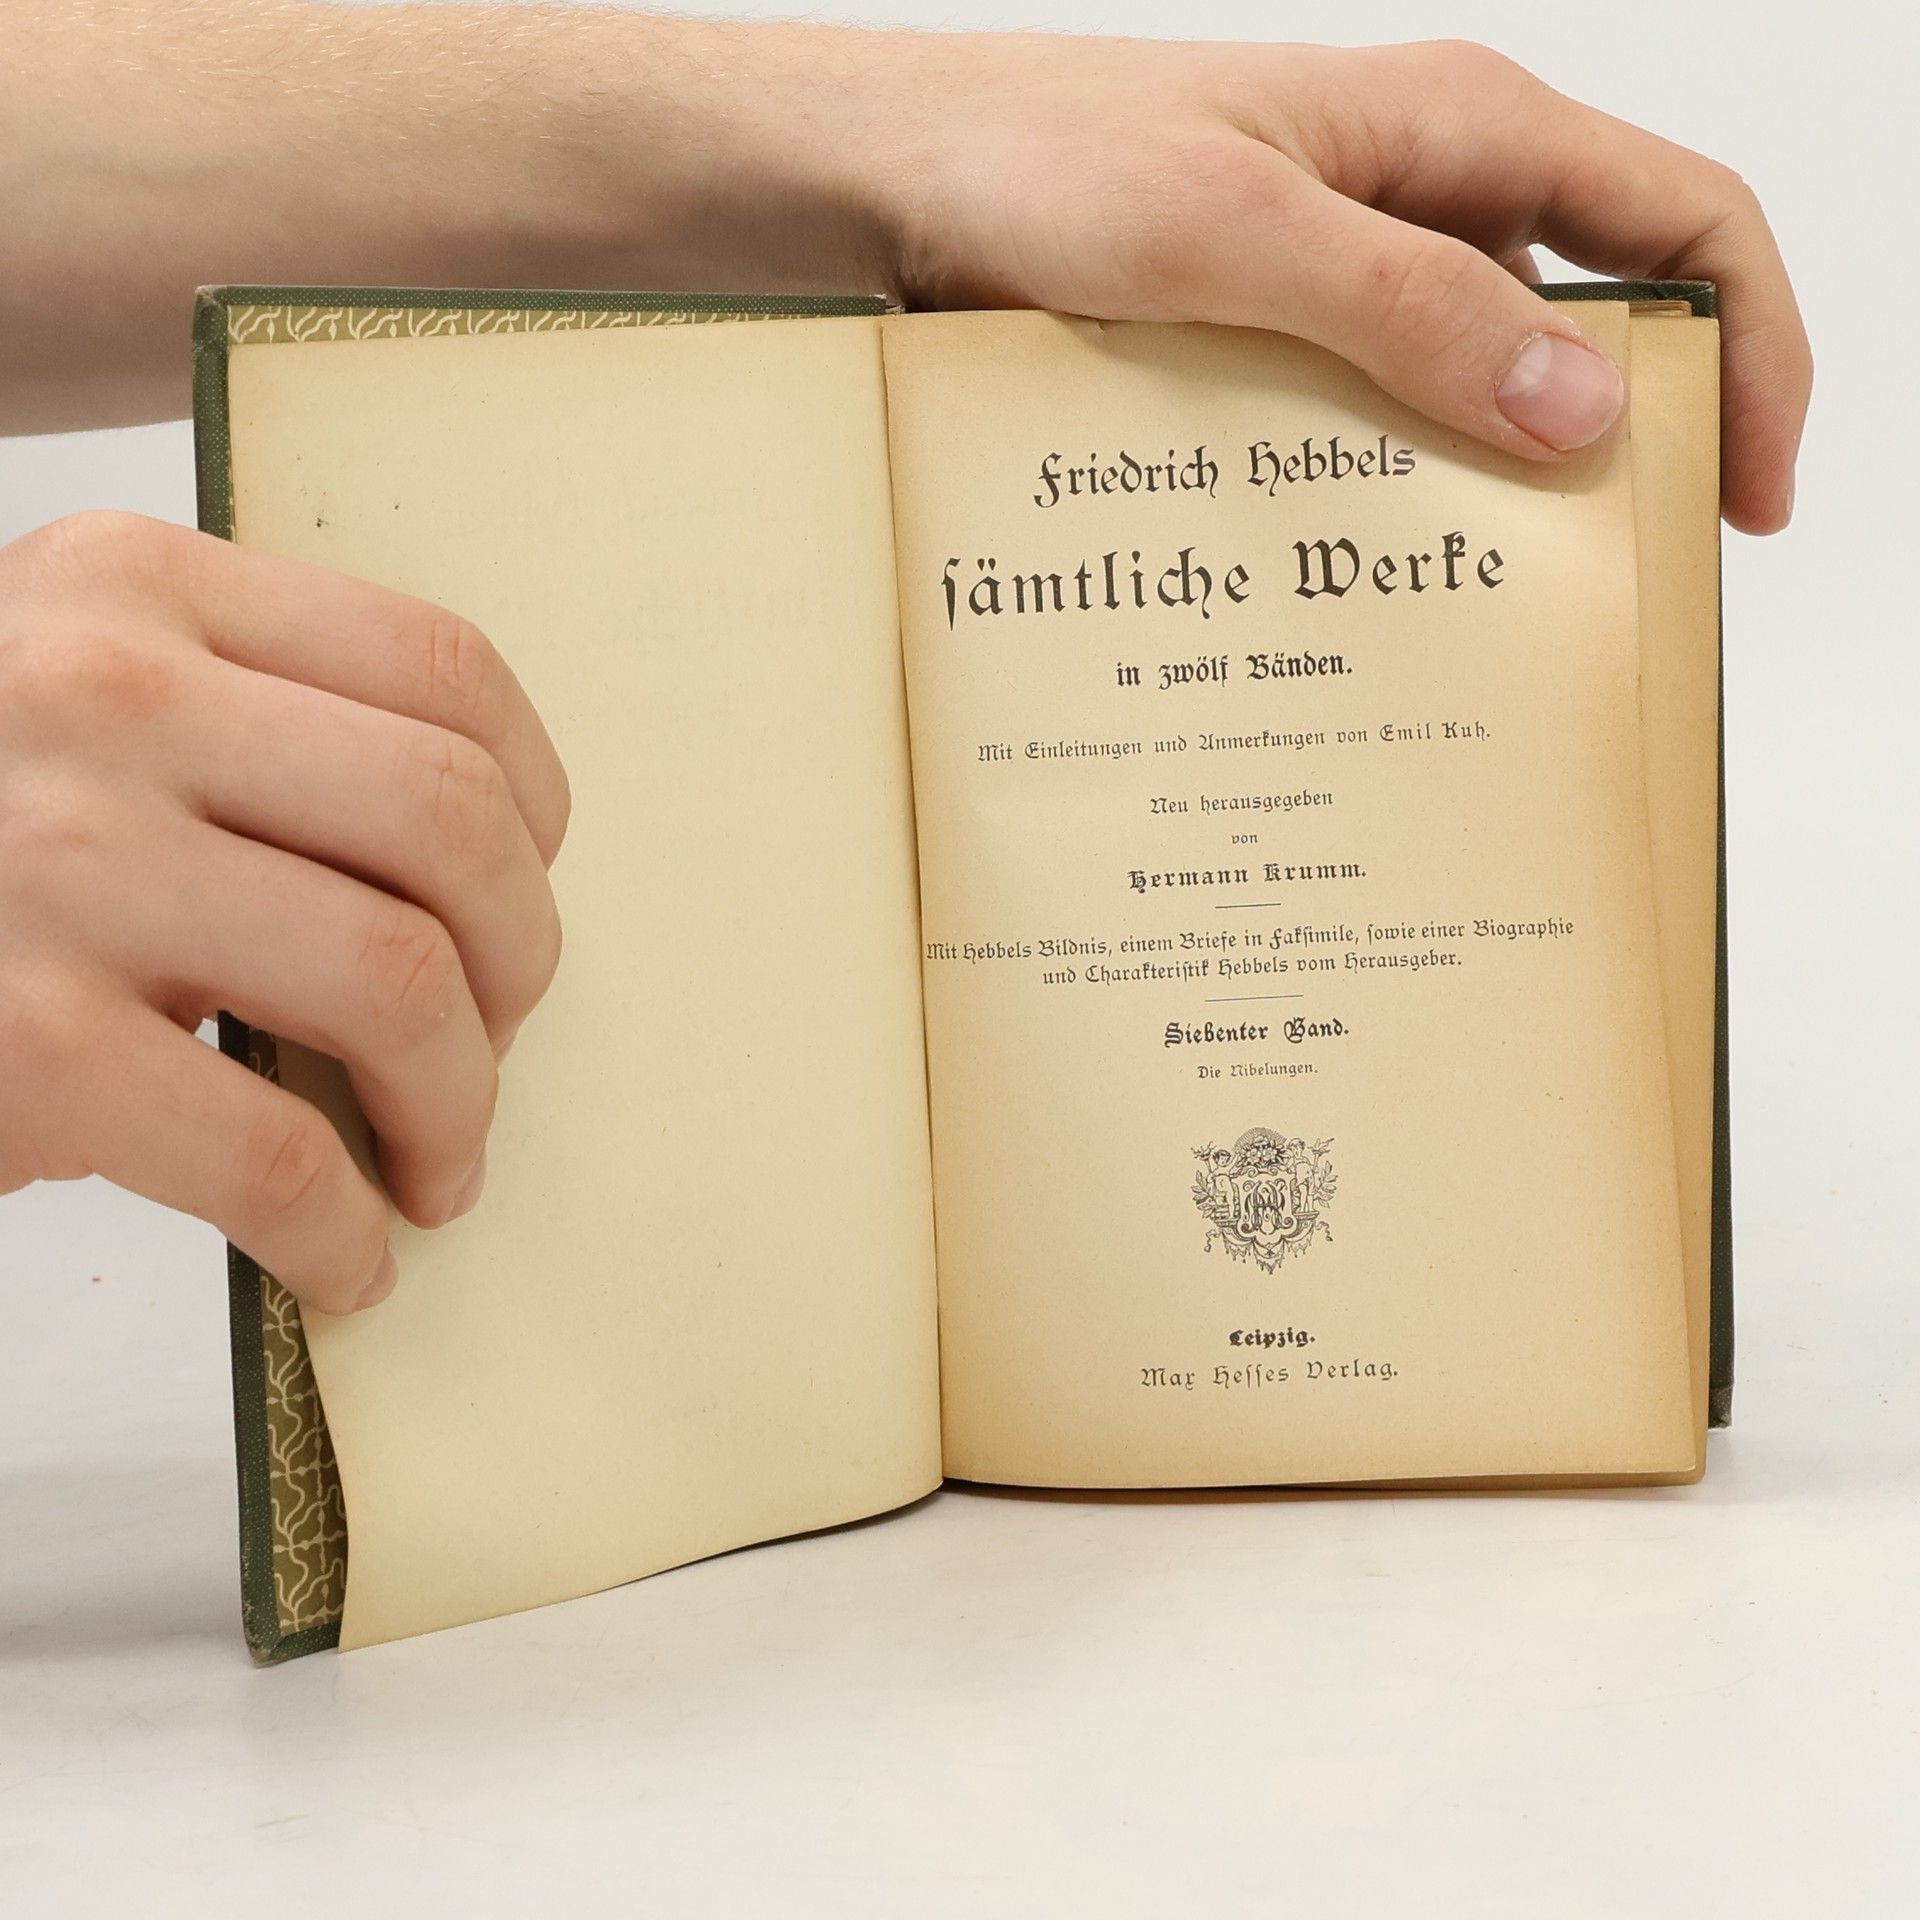 Friedrich Hebbels
ſämtliche Werke
in zwölf Bänden.
Mit Einleitungen und Anmerkungen von Emil Kuh.
Neu herausgegeben
von
Hermann Krumm.
Mit Hebbels Bildnis, einem Briefe in Fakſimile, ſowie einer Biographie
und Charakteriſtik Hebbels vom Herausgeber.
Siebenter Band.
Die Nibelungen.
Leipzig.
Max Heſſes Verlag.